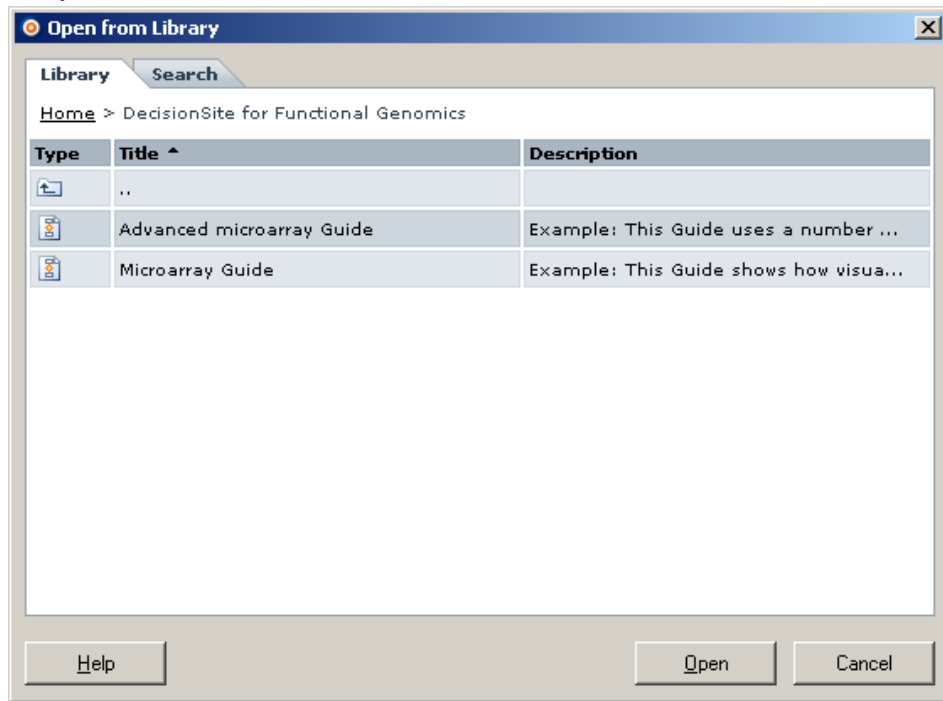 Open from Library
Library Search
Home > DecisionSite for Functional Genomics
Type Title Description
..
Advanced microarray Guide Example: This Guide uses a number ...
Microarray Guide Example: This Guide shows how visua...
Help Open Cancel